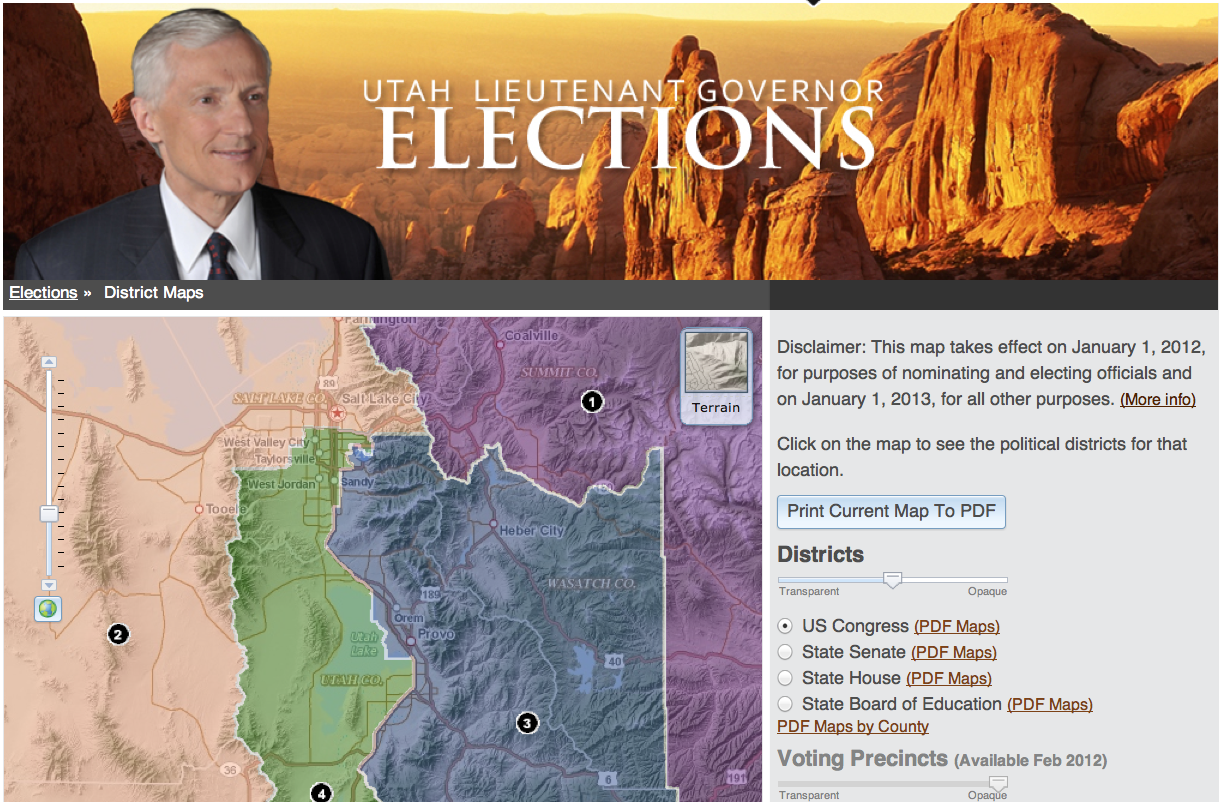 UTAH LIEUTENANT GOVERNOR
ELECTIONS
Elections » District Maps
Farmington
Coalville
SUMMIT CO.
Terrain
89
SALT LAKE CO.
Salt Lake City
1
West Valley City
Taylorsville
West Jordan
Sandy
Tooele
Heber City
WASATCH CO.
189
Orem
Provo
2
Utah
Lake
40
UTAH CO.
3
36
6
191
4
Disclaimer: This map takes effect on January 1, 2012,
for purposes of nominating and electing officials and
on January 1, 2013, for all other purposes. (More info)
Click on the map to see the political districts for that
location.
Print Current Map To PDF
Districts
Transparent Opaque
US Congress (PDF Maps)
State Senate (PDF Maps)
State House (PDF Maps)
State Board of Education (PDF Maps)
PDF Maps by County
Voting Precincts (Available Feb 2012)
Transparent Opaque